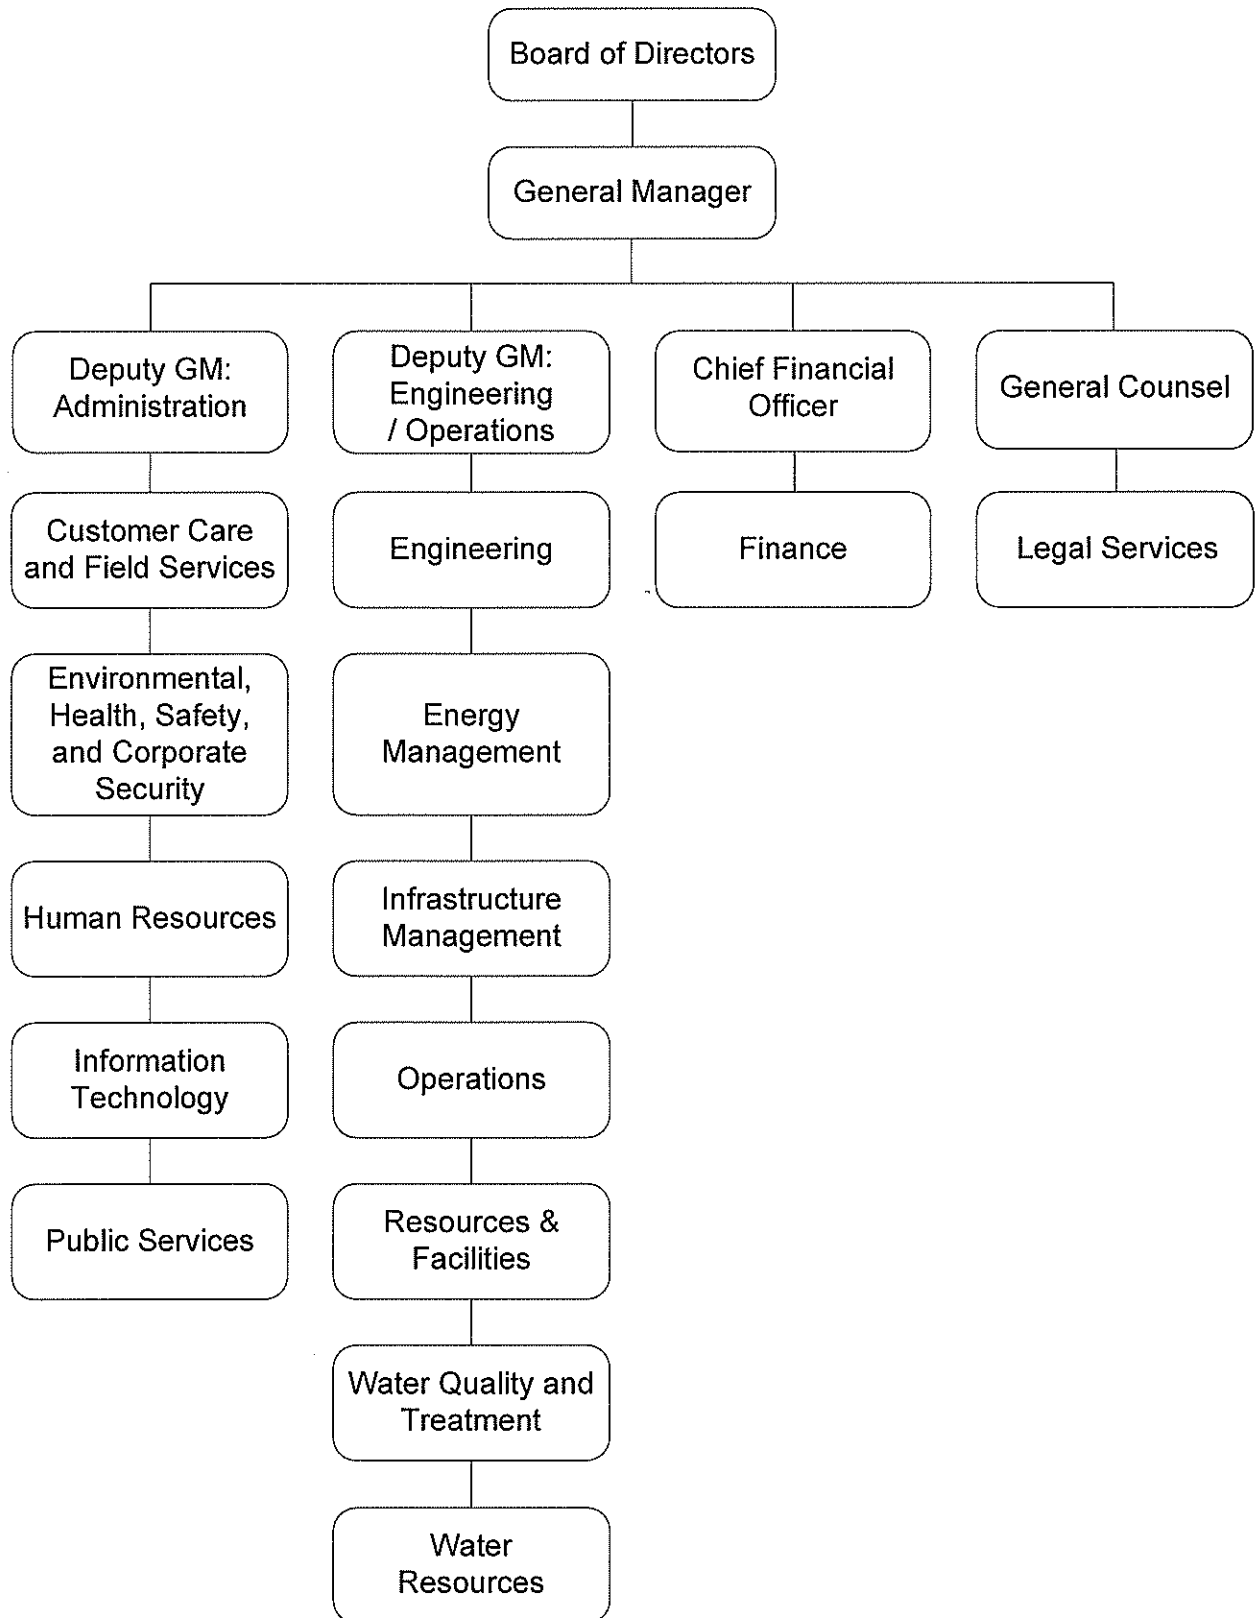 Board of Directors
General Manager
Deputy GM:
Administration
Deputy GM:
Engineering
/ Operations
Chief Financial
Officer
General Counsel
Customer Care
and Field Services
Engineering
Finance
Legal Services
Environmental,
Health, Safety,
and Corporate
Security
Energy
Management
Human Resources
Infrastructure
Management
Information
Technology
Operations
Public Services
Resources &
Facilities
Water Quality and
Treatment
Water
Resources